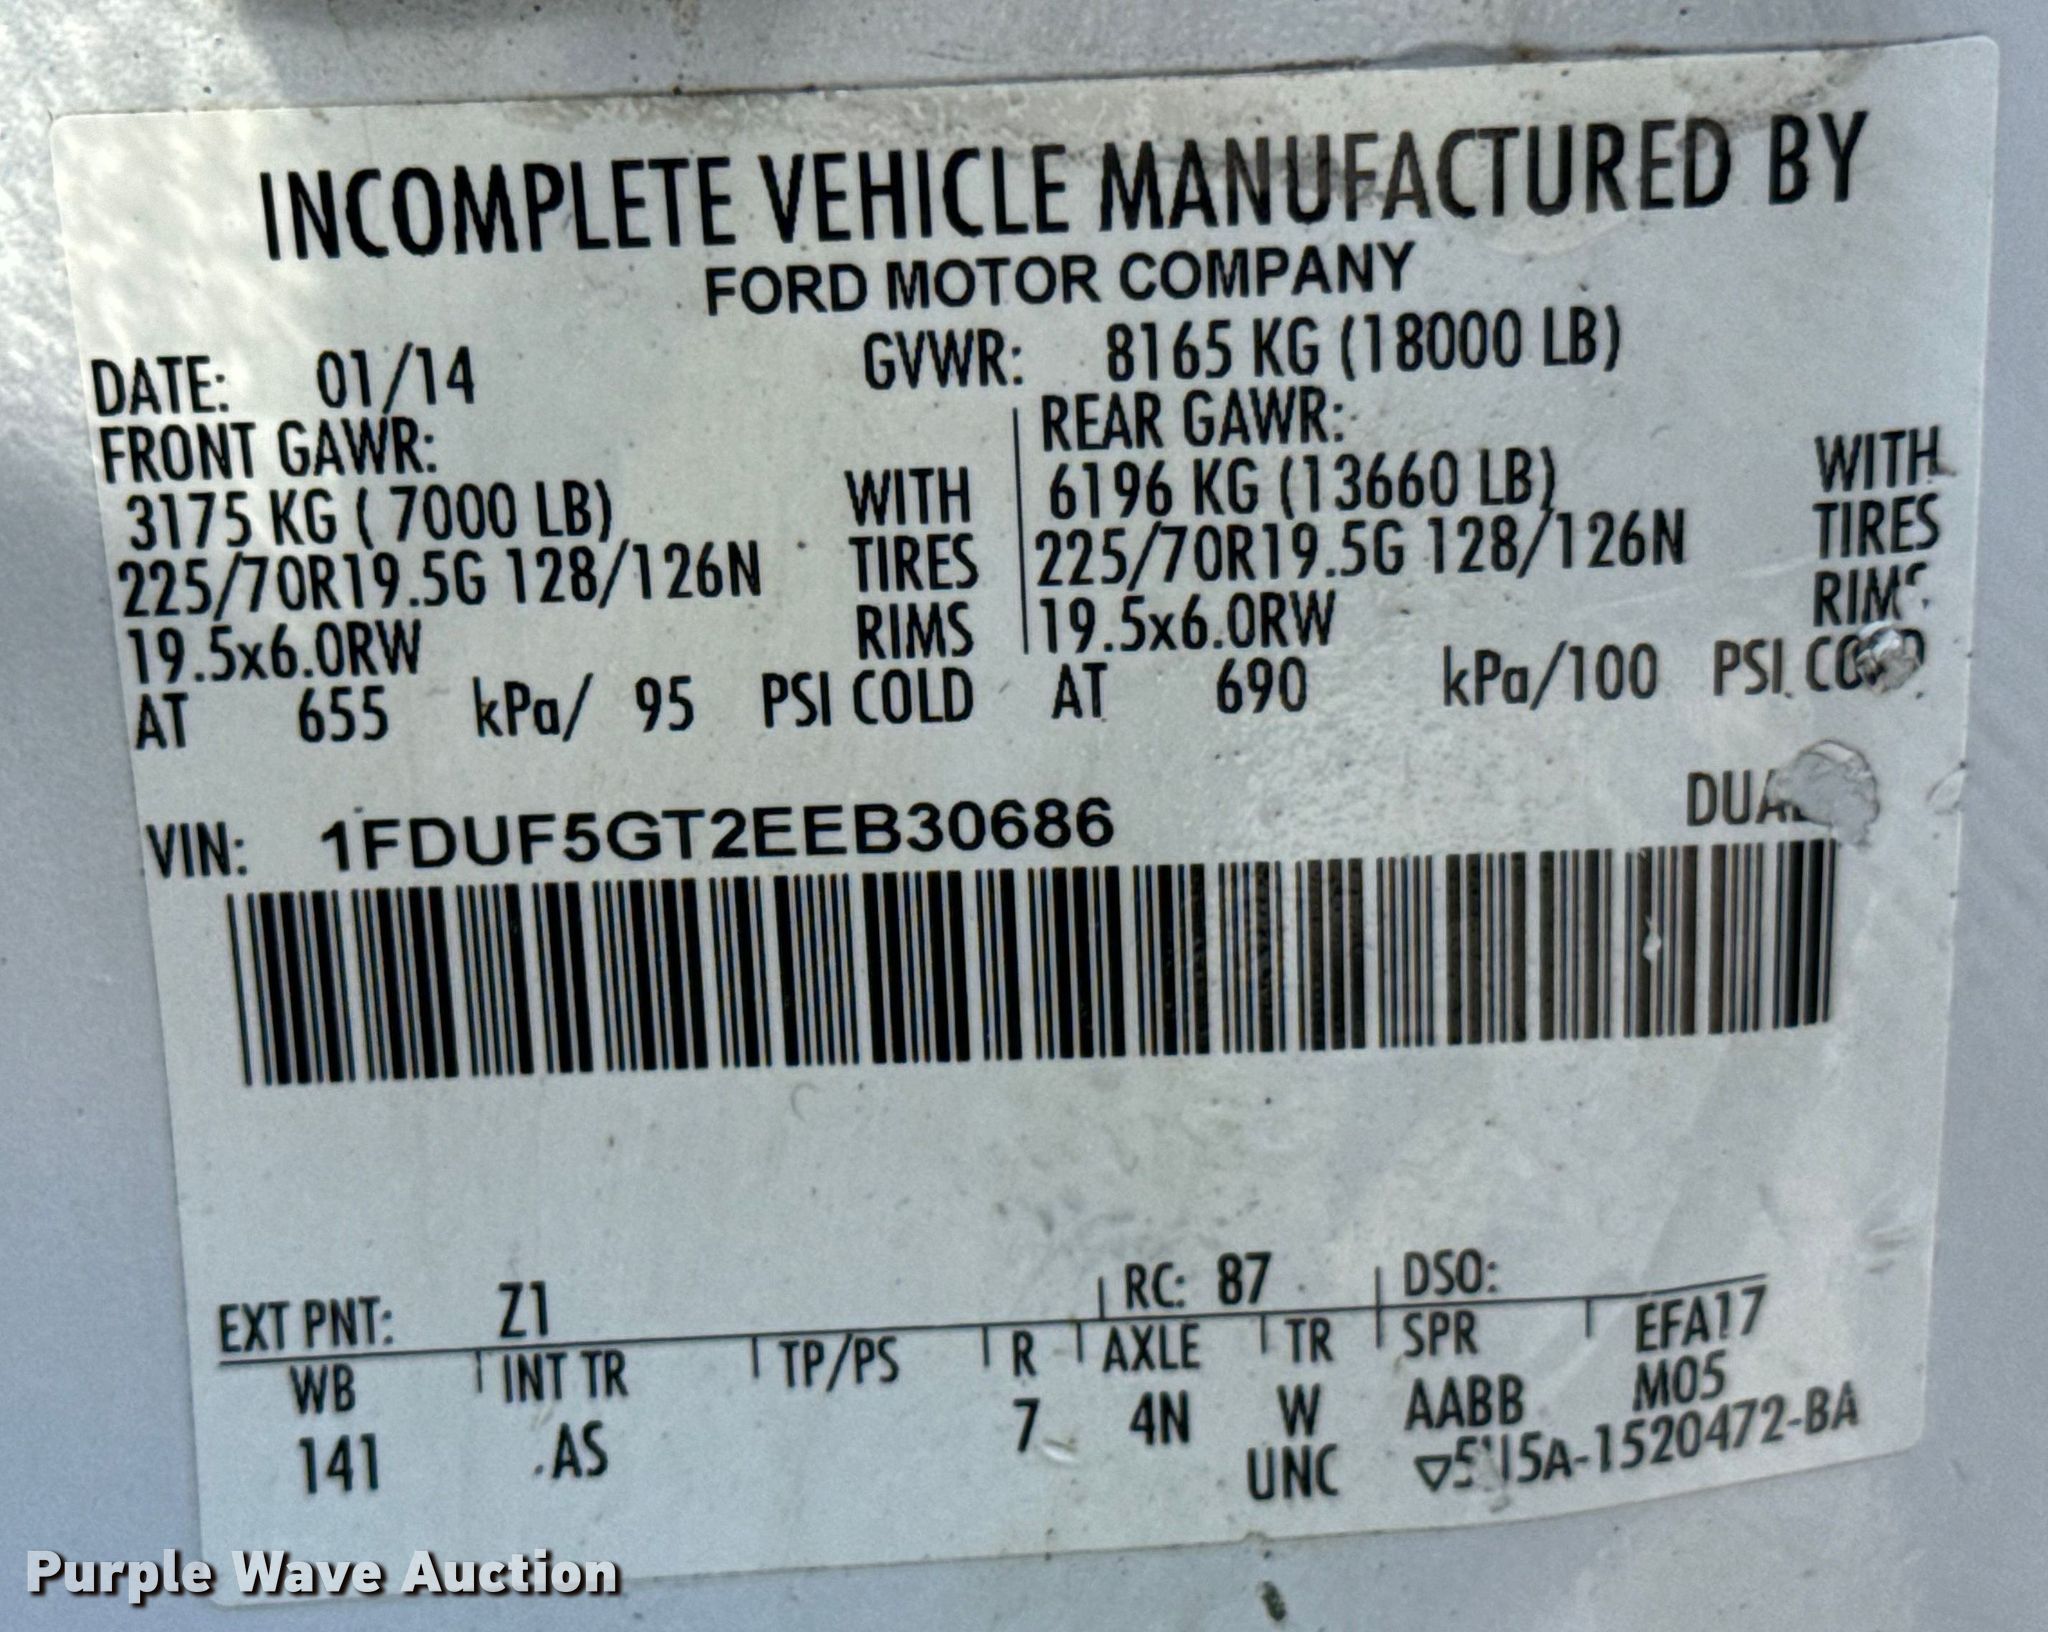 INCOMPLETE VEHICLE MANUFACTURED BY
FORD MOTOR COMPANY
DATE: 01/14 GVWR: 8165 KG (18000 LB)
FRONT GAWR: REAR GAWR:
3175 KG ( 7000 LB) WITH 6196 KG (13660 LB) WITH
225/70R19.5G 128/126N TIRES 225/70R19.5G 128/126N TIRES
19.5x6.0RW RIMS 19.5x6.0RW RIMS
AT 655 kPa/ 95 PSI COLD AT 690 kPa/100 PSI COLD
VIN: 1FDUF5GT2EEB30686
EXT PNT: Z1 RC: 87 DSO:
WB INT TR TP/PS R AXLE TR SPR EFA17
141 AS 7 4N W AABB M05
UNC
Purple Wave Auction